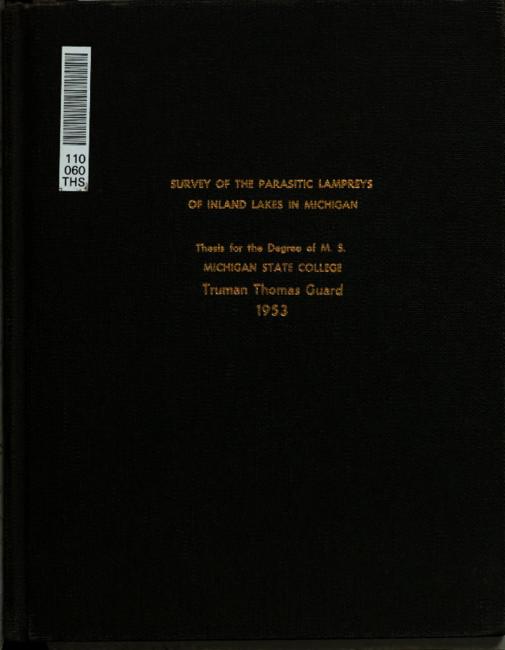 110
060
THS
SURVEY OF THE PARASITIC LAMPREYS
OF INLAND LAKES IN MICHIGAN
Thesis for the Degree of M. S.
MICHIGAN STATE COLLEGE
Truman Thomas Guard
1953